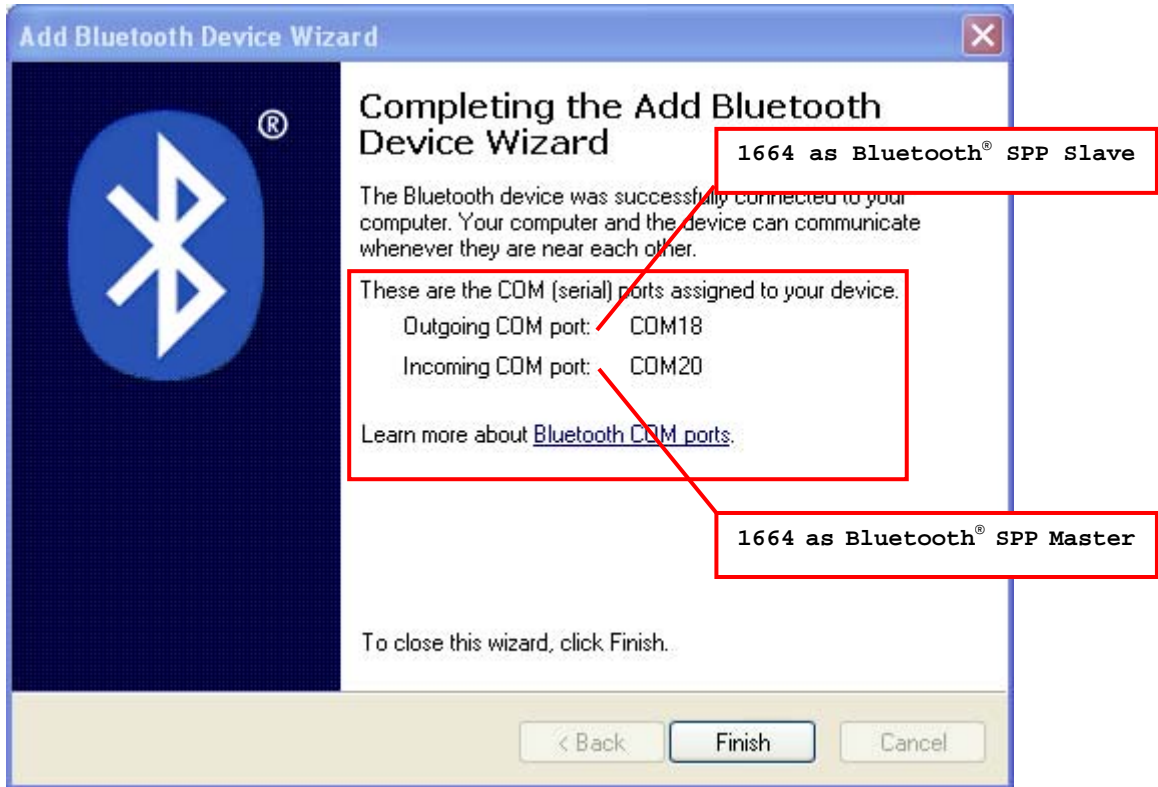 Add Bluetooth Device Wizard
®
Completing the Add Bluetooth
Device Wizard
1664 as Bluetooth® SPP Slave
The Bluetooth device was successfully connected to your
computer. Your computer and the device can communicate
whenever they are near each other.
These are the COM (serial) ports assigned to your device.
Outgoing COM port: COM18
Incoming COM port: COM20
Learn more about Bluetooth COM ports.
1664 as Bluetooth® SPP Master
To close this wizard, click Finish.
< Back Finish Cancel